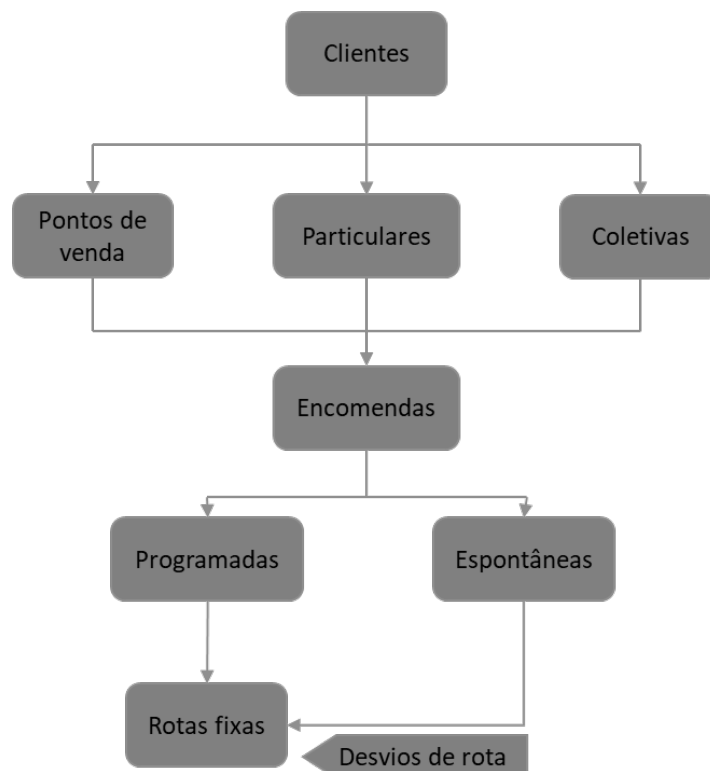 Clientes
Pontos de
venda
Particulares
Coletivas
Encomendas
Programadas
Espontâneas
Rotas fixas
Desvios de rota